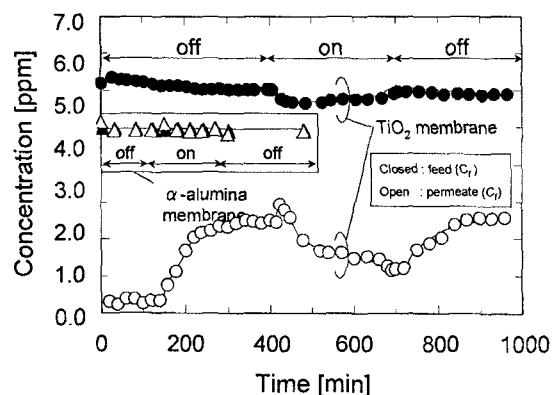 7.0
6.0
5.0
4.0
3.0
2.0
1.0
0.0
Concentration [ppm]
off on off
TiO₂ membrane
off on off
α-alumina
membrane
Closed : feed (Cf)
Open : permeate (Cf)
0 200 400 600 800 1000
Time [min]